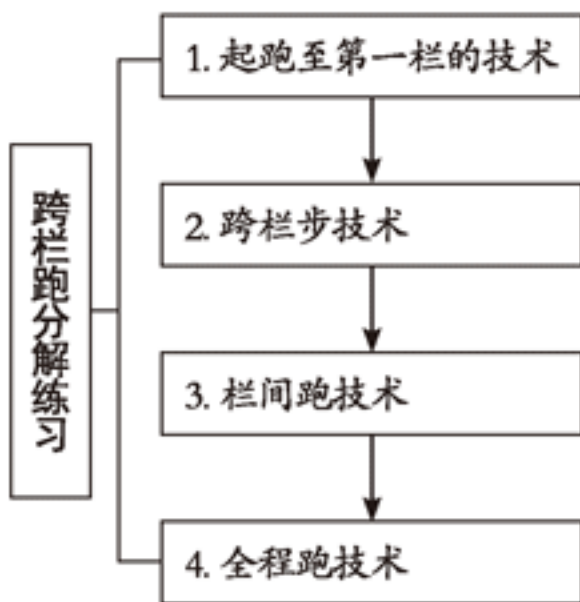 跨栏跑分解练习
1. 起跑至第一栏的技术
2. 跨栏步技术
3. 栏间跑技术
4. 全程跑技术